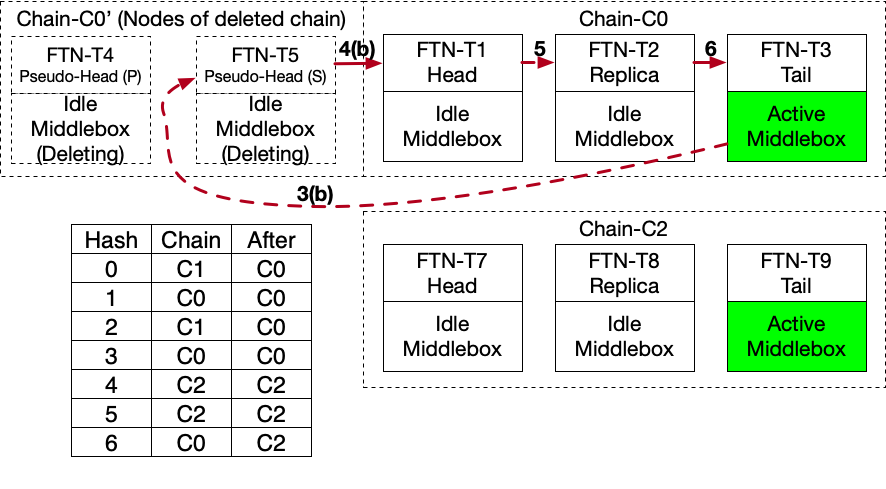 Chain-C0’ (Nodes of deleted chain)
Chain-C0
FTN-T4
Pseudo-Head (P)
Idle
Middlebox
(Deleting)
FTN-T5
Pseudo-Head (S)
Idle
Middlebox
(Deleting)
4(b)
FTN-T1
Head
Idle
Middlebox
5
FTN-T2
Replica
Idle
Middlebox
6
FTN-T3
Tail
Active
Middlebox
3(b)
Chain-C2
FTN-T7
Head
Idle
Middlebox
FTN-T8
Replica
Idle
Middlebox
FTN-T9
Tail
Active
Middlebox
Hash Chain After
0 C1 C0
1 C0 C0
2 C1 C0
3 C0 C0
4 C2 C2
5 C2 C2
6 C0 C2